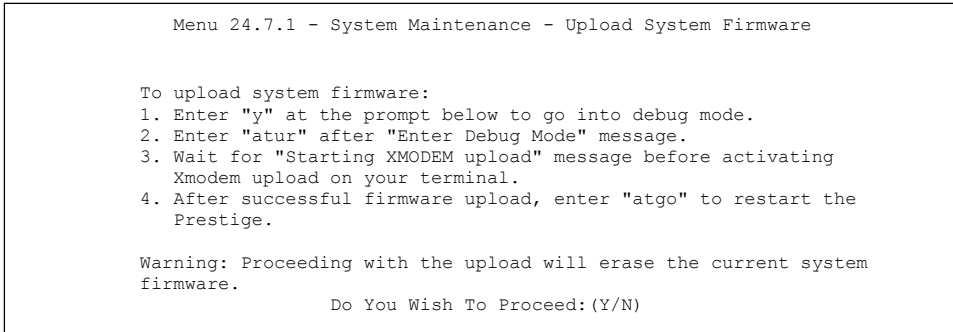 Menu 24.7.1 - System Maintenance - Upload System Firmware
To upload system firmware:
1. Enter "y" at the prompt below to go into debug mode.
2. Enter "atur" after "Enter Debug Mode" message.
3. Wait for "Starting XMODEM upload" message before activating
Xmodem upload on your terminal.
4. After successful firmware upload, enter "atgo" to restart the
Prestige.
Warning: Proceeding with the upload will erase the current system
firmware.
Do You Wish To Proceed:(Y/N)